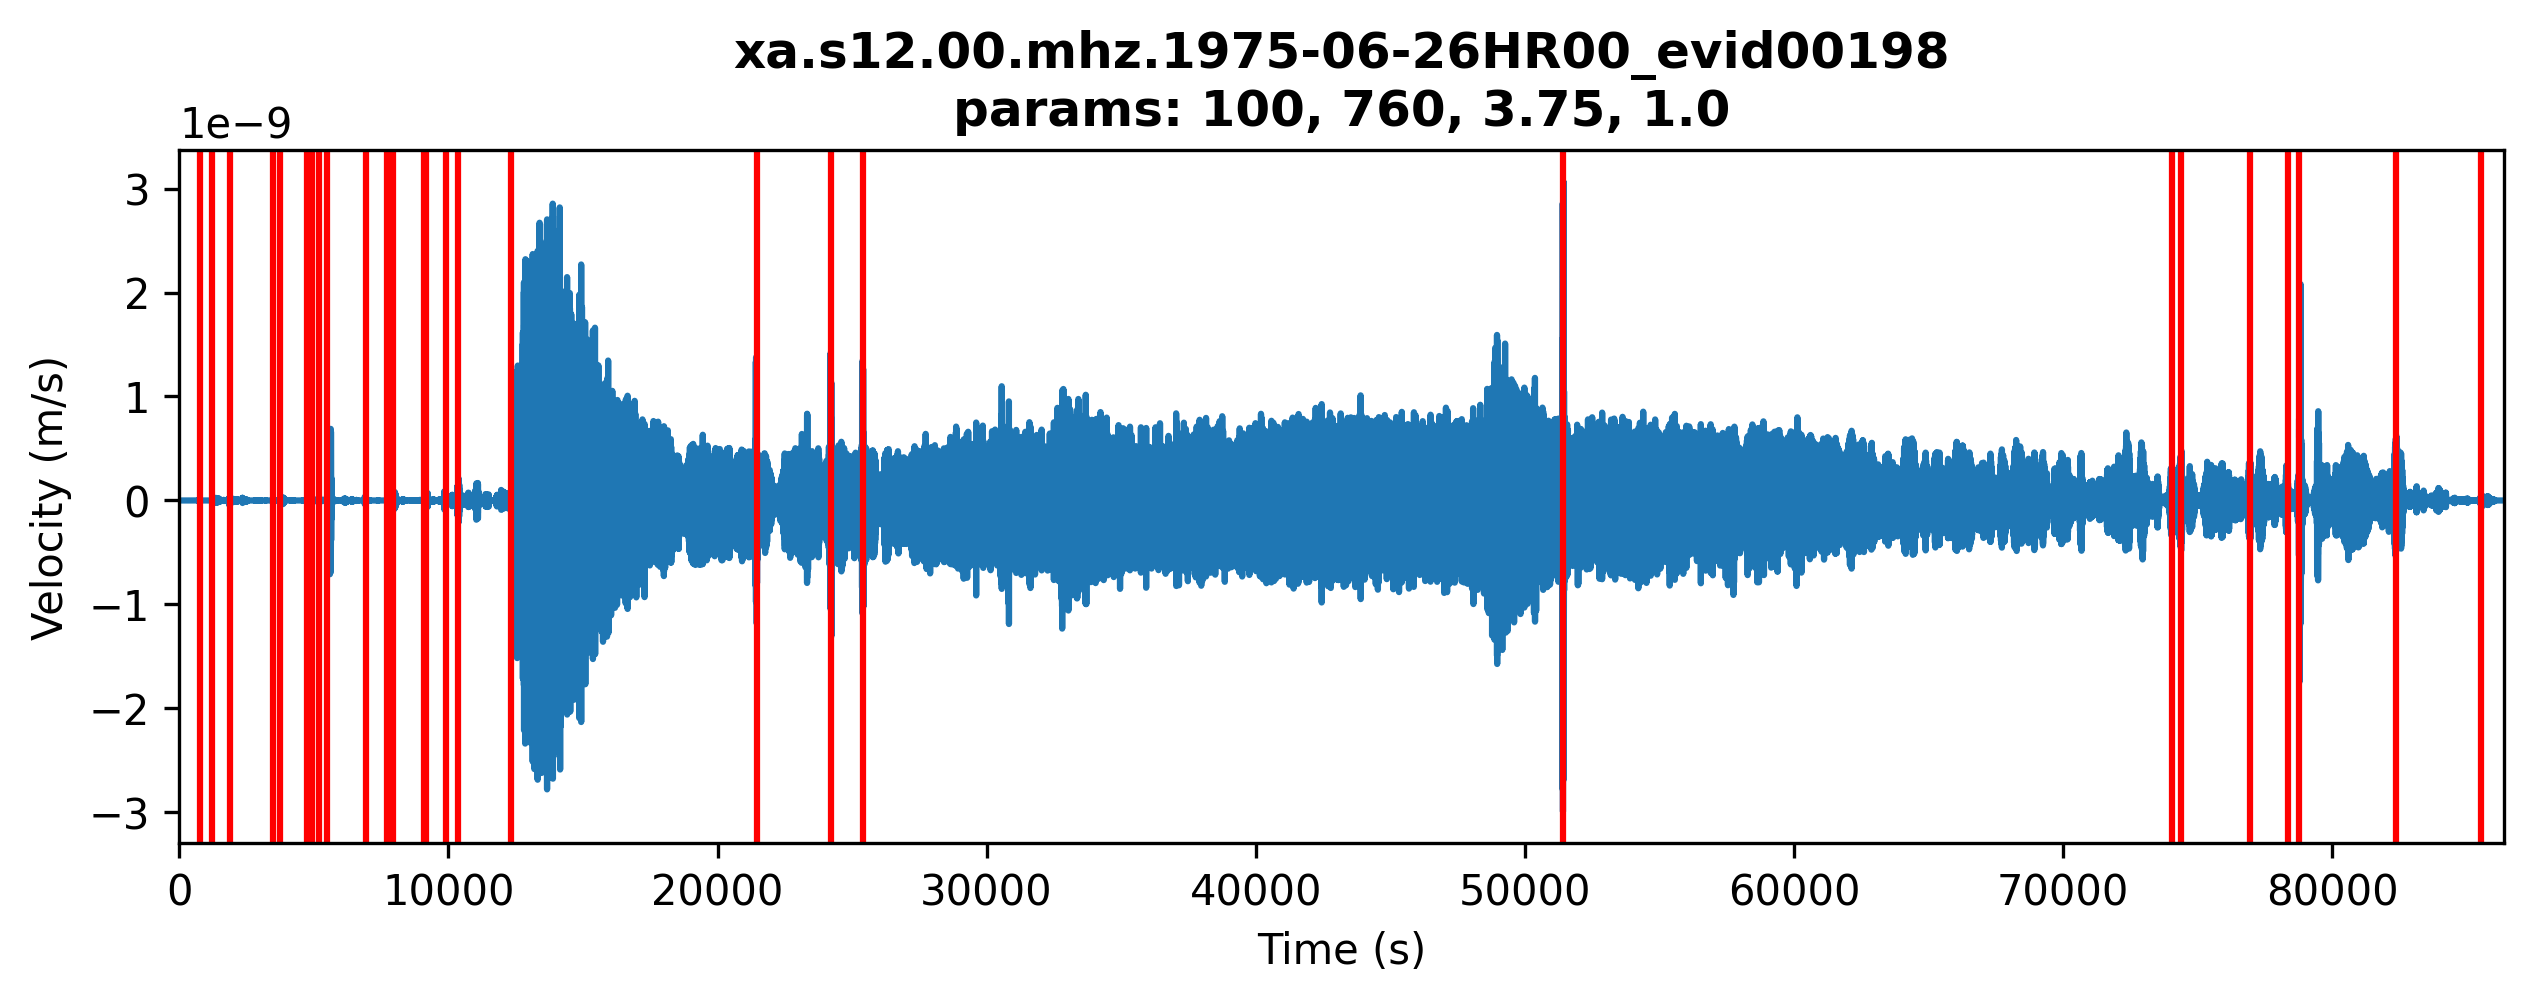 xa.s12.00.mhz.1975-06-26HR00_evid00198
params: 100, 760, 3.75, 1.0
1e−9
3
2
1
0
−1
−2
−3
Velocity (m/s)
0 10000 20000 30000 40000 50000 60000 70000 80000
Time (s)